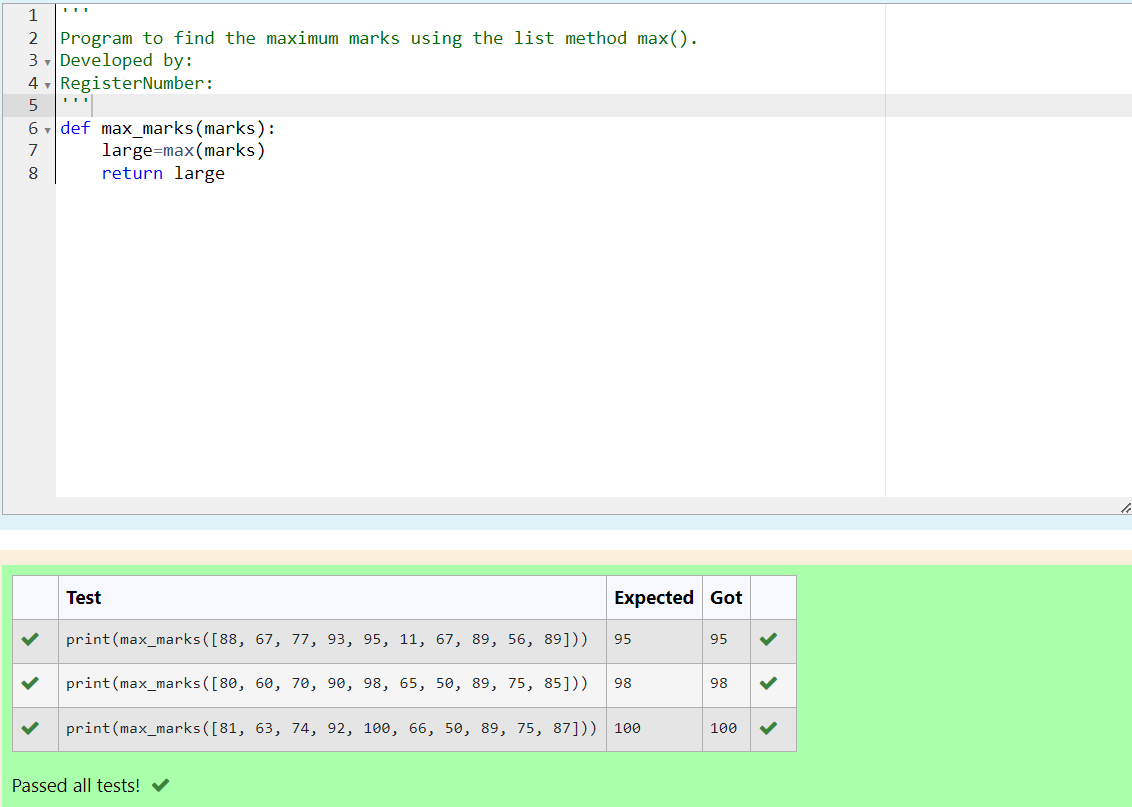 1 '''
2 Program to find the maximum marks using the list method max().
3 Developed by:
4 RegisterNumber:
5 '''
6 def max_marks(marks):
7     large=max(marks)
8     return large
Test Expected Got
print(max_marks([88, 67, 77, 93, 95, 11, 67, 89, 56, 89])) 95 95
print(max_marks([80, 60, 70, 90, 98, 65, 50, 89, 75, 85])) 98 98
print(max_marks([81, 63, 74, 92, 100, 66, 50, 89, 75, 87])) 100 100
Passed all tests!